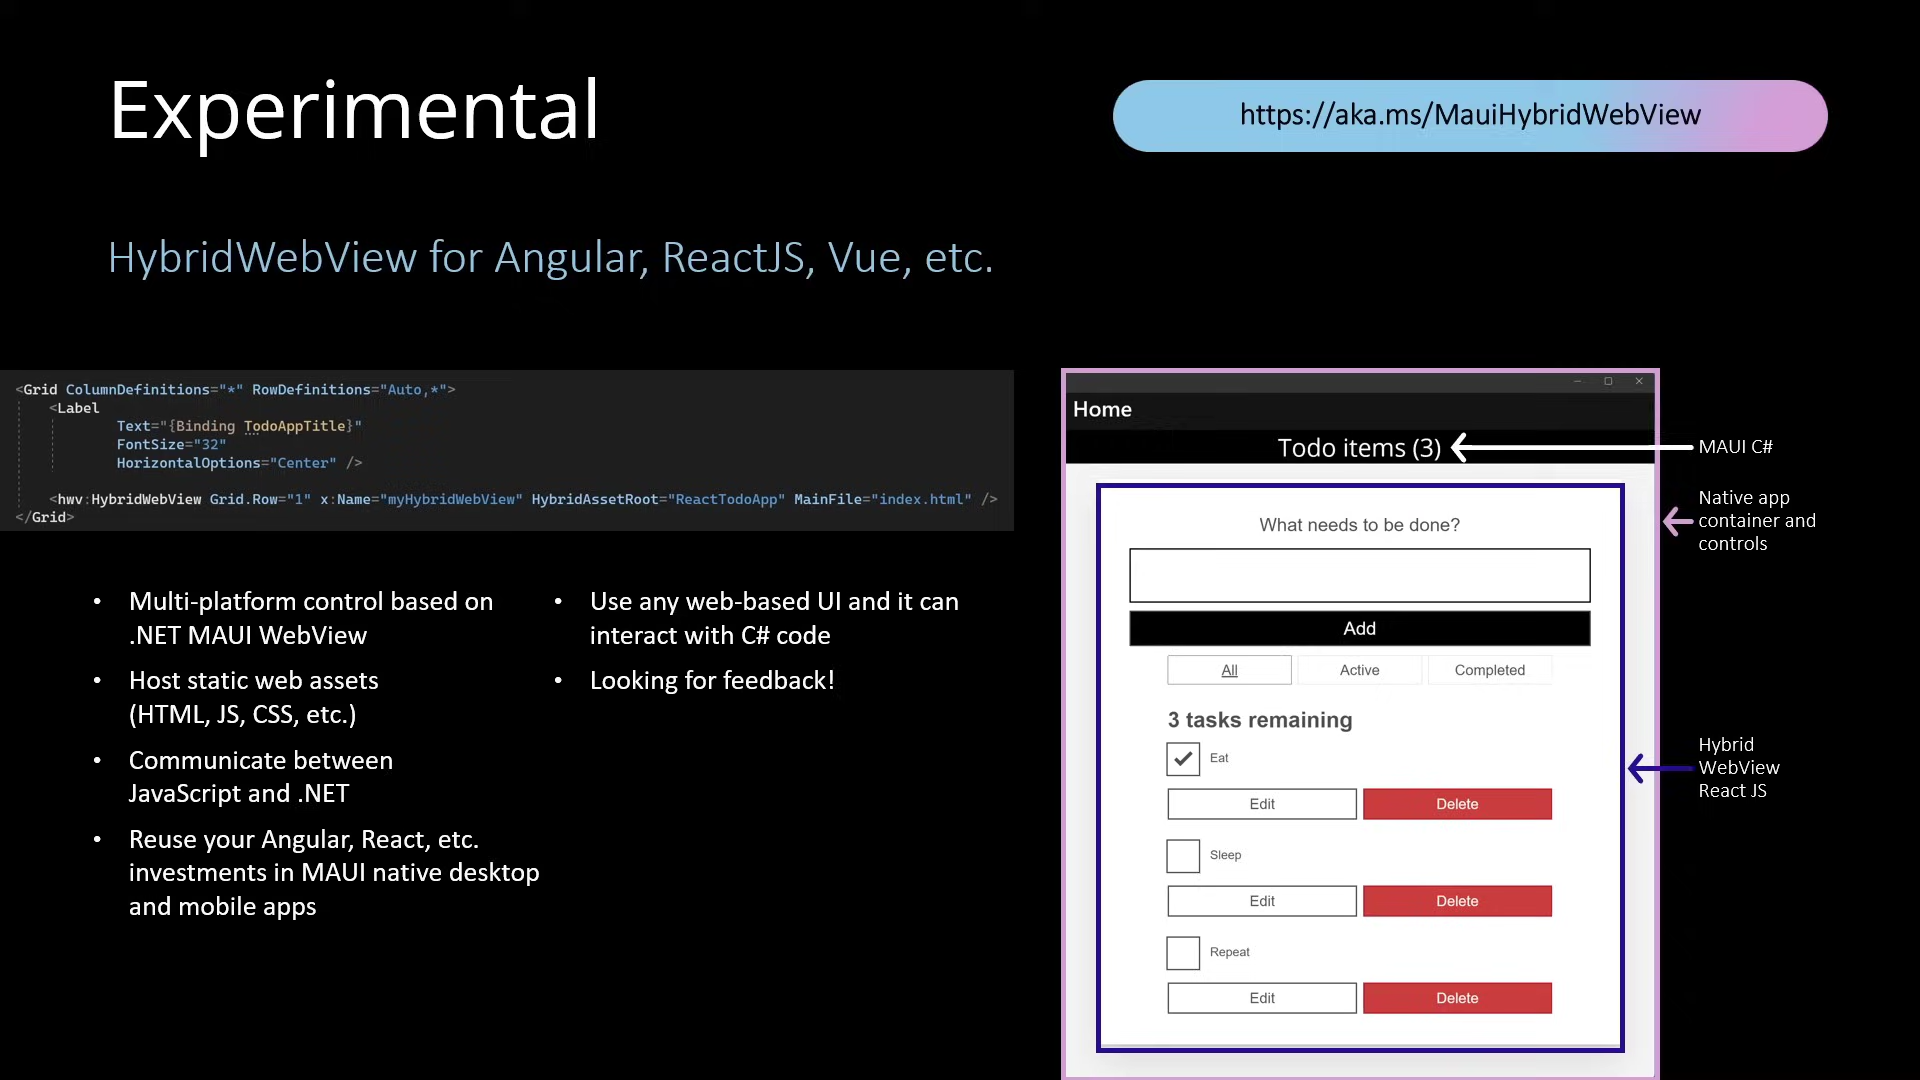 Experimental
https://aka.ms/MauiHybridWebView
HybridWebView for Angular, ReactJS, Vue, etc.
<Grid ColumnDefinitions="*" RowDefinitions="Auto,*">
<Label
Text="{Binding TodoAppTitle}"
FontSize="32"
HorizontalOptions="Center" />
<hwv:HybridWebView Grid.Row="1" x:Name="myHybridWebView" HybridAssetRoot="ReactTodoApp" MainFile="index.html" />
</Grid>
• Multi-platform control based on
.NET MAUI WebView
• Host static web assets
(HTML, JS, CSS, etc.)
• Communicate between
JavaScript and .NET
• Reuse your Angular, React, etc.
investments in MAUI native desktop
and mobile apps
• Use any web-based UI and it can
interact with C# code
• Looking for feedback!
Home
Todo items (3)
What needs to be done?
Add
All
Active
Completed
3 tasks remaining
Eat
Edit
Delete
Sleep
Edit
Delete
Repeat
Edit
Delete
MAUI C#
Native app
container and
controls
Hybrid
WebView
React JS